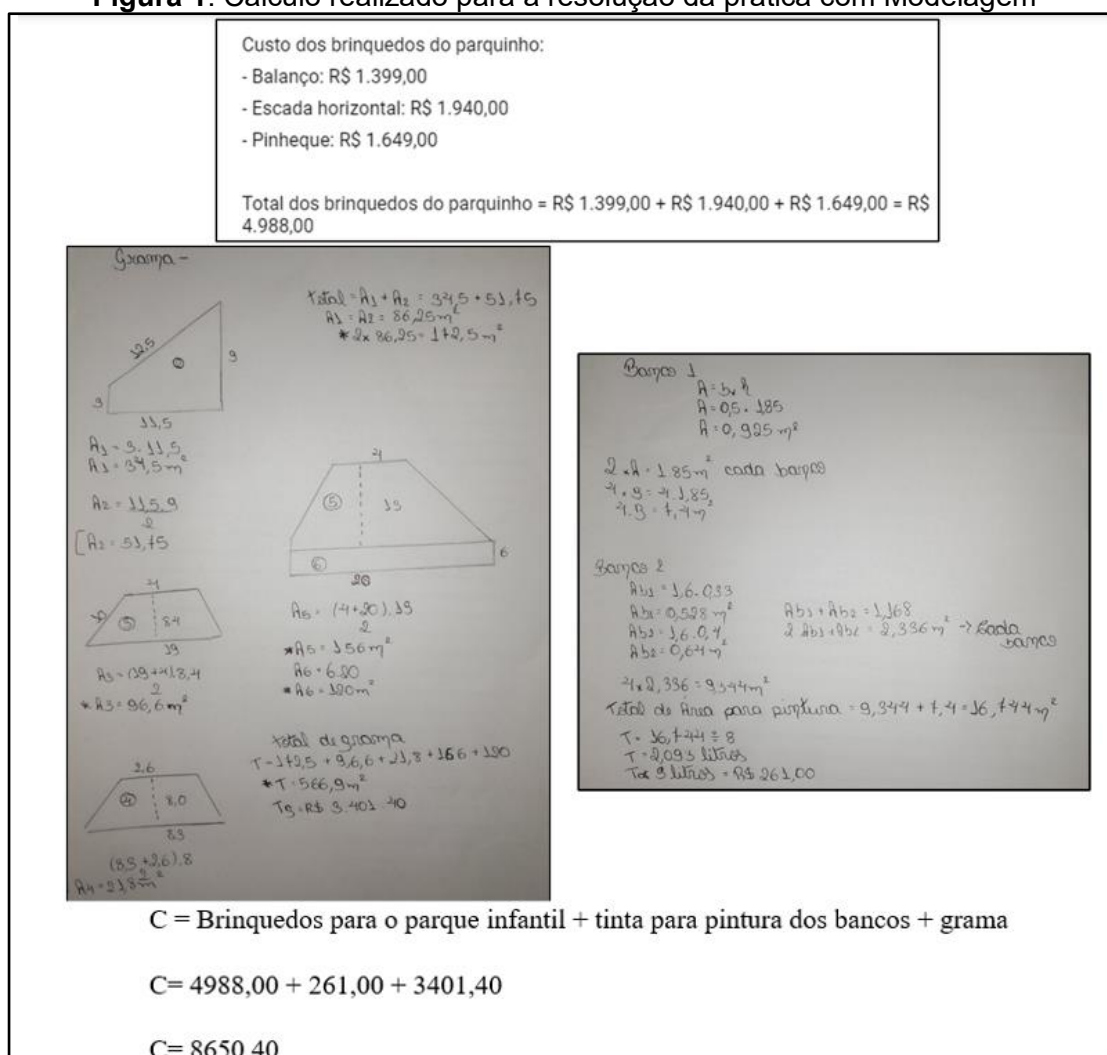 Figura 1: Cálculo realizado para a resolução da prática com Modelagem
Custo dos brinquedos do parquinho:
- Balanço: R$ 1.399,00
- Escada horizontal: R$ 1.940,00
- Pinheque: R$ 1.649,00
Total dos brinquedos do parquinho = R$ 1.399,00 + R$ 1.940,00 + R$ 1.649,00 = R$
4.988,00
Grama -
Total = A1 + A2 = 34,5 + 51,75
A1 = A2 = 86,25 m²
* 2x 86,25 = 172,5 m²
12,5
9
3
11,5
A1 = 3. 11,5
A1 = 34,5 m²
A2 = 11,5.9
2
[A2 = 51,75
4
5
3
8,4
19
A3 = (19+4).8,4
2
* A3 = 96,6 m²
2,6
4
8,0
8,3
(8,3 + 2,6).8
2
A4 = 21,8 m²
4
5
13
6
6
20
A5 = (4+20).13
2
* A5 = 156 m²
A6 = 6.20
* A6 = 120 m²
Total de grama
T = 172,5 + 96,6 + 21,8 + 156 + 120
* T = 566,9 m²
Tg = R$ 3.401.40
Banco 1
A = b x h
A = 0,5 . 1,85
A = 0,925 m²
2 x A = 1.85 m² cada banco
4 . B = 4.1,85
4.B = 7,4 m²
Banco 2
Ab1 = 1,6.0,33
Ab1 = 0,528 m²
Ab2 = 1,6.0,4
Ab2 = 0,64 m²
Ab1 + Ab2 = 1,168
2 Ab1 + Ab2 = 2,336 m² → Cada
banco
4 x 2,336 = 9,344 m²
Total de Área para pintura = 9,344 + 7,4 = 16,744 m²
T = 16,744 ÷ 8
T = 2,093 litros
3 litros = R$ 261,00
C = Brinquedos para o parque infantil + tinta para pintura dos bancos + grama
C= 4988,00 + 261,00 + 3401,40
C= 8650,40